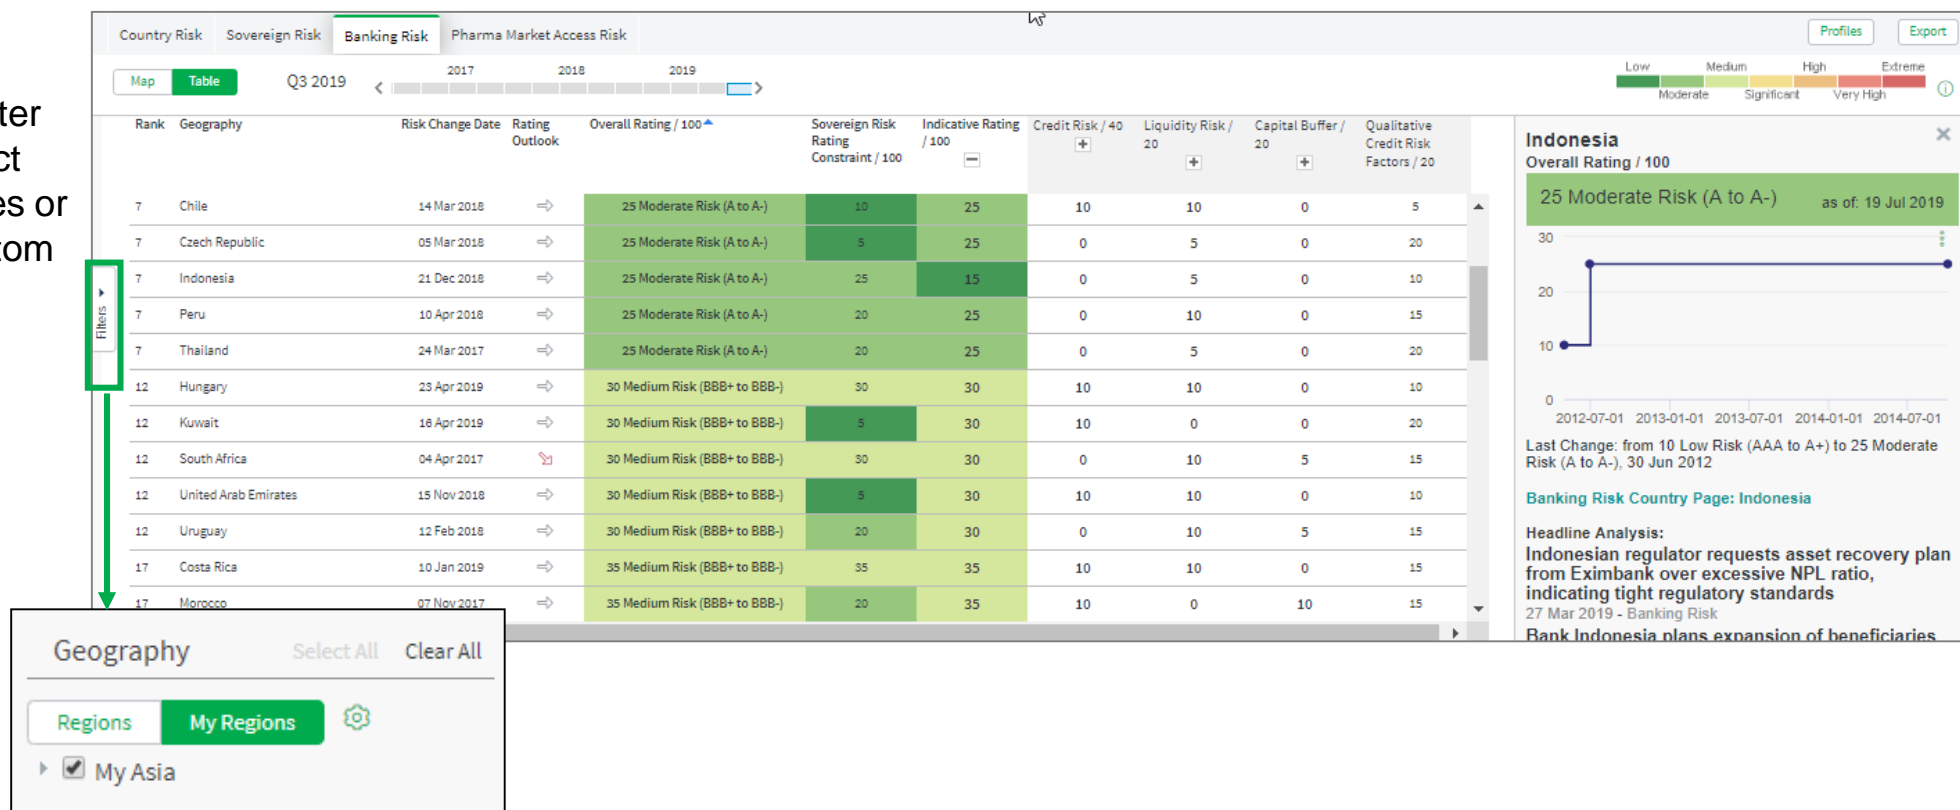 Country Risk Sovereign Risk Banking Risk Pharma Market Access Risk Profiles Export
Map Table Q3 2019 2017 2018 2019
Low Medium High Extreme
Moderate Significant Very High
Rank Geography Risk Change Date Rating Outlook Overall Rating / 100 Sovereign Risk Rating Constraint / 100 Indicative Rating / 100 Credit Risk / 40 Liquidity Risk / 20 Capital Buffer / 20 Qualitative Credit Risk Factors / 20
7 Chile 14 Mar 2018 25 Moderate Risk (A to A-) 10 25 10 10 0 5
7 Czech Republic 05 Mar 2018 25 Moderate Risk (A to A-) 5 25 0 5 0 20
7 Indonesia 21 Dec 2018 25 Moderate Risk (A to A-) 25 15 0 5 0 10
7 Peru 10 Apr 2018 25 Moderate Risk (A to A-) 20 25 0 10 0 15
7 Thailand 24 Mar 2017 25 Moderate Risk (A to A-) 20 25 0 5 0 20
12 Hungary 23 Apr 2019 30 Medium Risk (BBB+ to BBB-) 30 30 10 10 0 10
12 Kuwait 16 Apr 2019 30 Medium Risk (BBB+ to BBB-) 5 30 10 0 0 20
12 South Africa 04 Apr 2017 30 Medium Risk (BBB+ to BBB-) 30 30 0 10 5 15
12 United Arab Emirates 15 Nov 2018 30 Medium Risk (BBB+ to BBB-) 5 30 10 10 0 10
12 Uruguay 12 Feb 2018 30 Medium Risk (BBB+ to BBB-) 20 30 0 10 5 15
17 Costa Rica 10 Jan 2019 35 Medium Risk (BBB+ to BBB-) 35 35 10 10 0 15
17 Morocco 07 Nov 2017 35 Medium Risk (BBB+ to BBB-) 20 35 10 0 10 15
ter
ct
es or
tom
Filters
Indonesia
Overall Rating / 100
25 Moderate Risk (A to A-) as of: 19 Jul 2019
30
20
10
0
2012-07-01 2013-01-01 2013-07-01 2014-01-01 2014-07-01
Last Change: from 10 Low Risk (AAA to A+) to 25 Moderate
Risk (A to A-), 30 Jun 2012
Banking Risk Country Page: Indonesia
Headline Analysis:
Indonesian regulator requests asset recovery plan
from Eximbank over excessive NPL ratio,
indicating tight regulatory standards
27 Mar 2019 - Banking Risk
Bank Indonesia plans expansion of beneficiaries
Geography Select All Clear All
Regions My Regions
My Asia